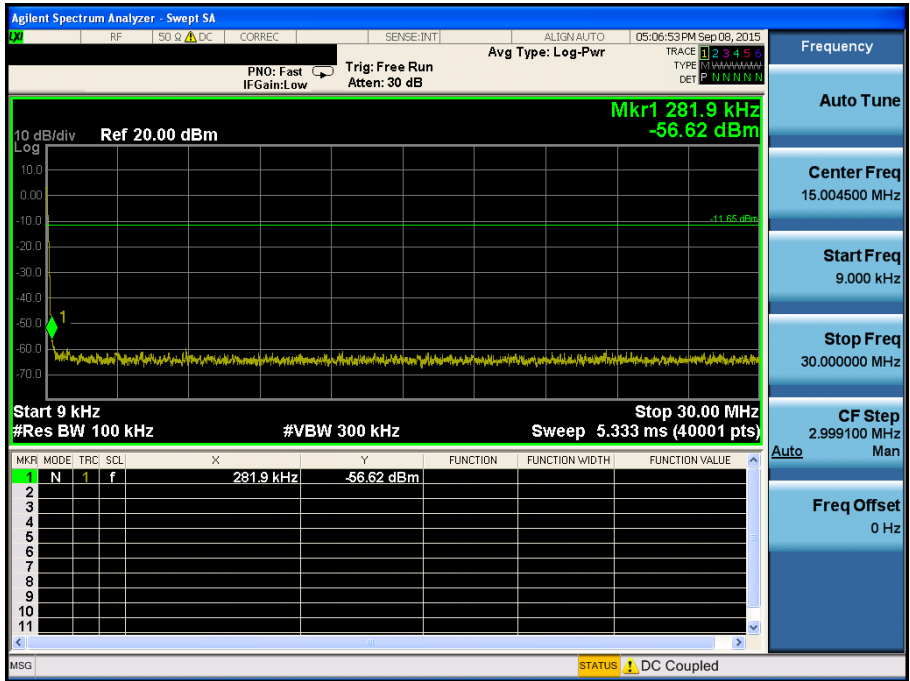 Agilent Spectrum Analyzer - Swept SA
LXI RF 50 Ω DC CORREC SENSE:INT ALIGN AUTO 05:06:53 PM Sep 08, 2015
Avg Type: Log-Pwr
TRACE 1 2 3 4 5 6
TYPE M WWWWW
DET P N N N N N
PNO: Fast
IFGain:Low
Trig: Free Run
Atten: 30 dB
Mkr1 281.9 kHz
-56.62 dBm
10 dB/div Ref 20.00 dBm
Log
10.0
0.00
-10.0
-11.65 dBm
-20.0
-30.0
-40.0
-50.0
1
-60.0
-70.0
Start 9 kHz
Stop 30.00 MHz
#Res BW 100 kHz #VBW 300 kHz Sweep 5.333 ms (40001 pts)
MKR MODE TRC SCL X Y FUNCTION FUNCTION WIDTH FUNCTION VALUE
1 N 1 f 281.9 kHz -56.62 dBm
2
3
4
5
6
7
8
9
10
11
MSG
STATUS DC Coupled
Frequency
Auto Tune
Center Freq
15.004500 MHz
Start Freq
9.000 kHz
Stop Freq
30.000000 MHz
CF Step
2.999100 MHz
Auto Man
Freq Offset
0 Hz